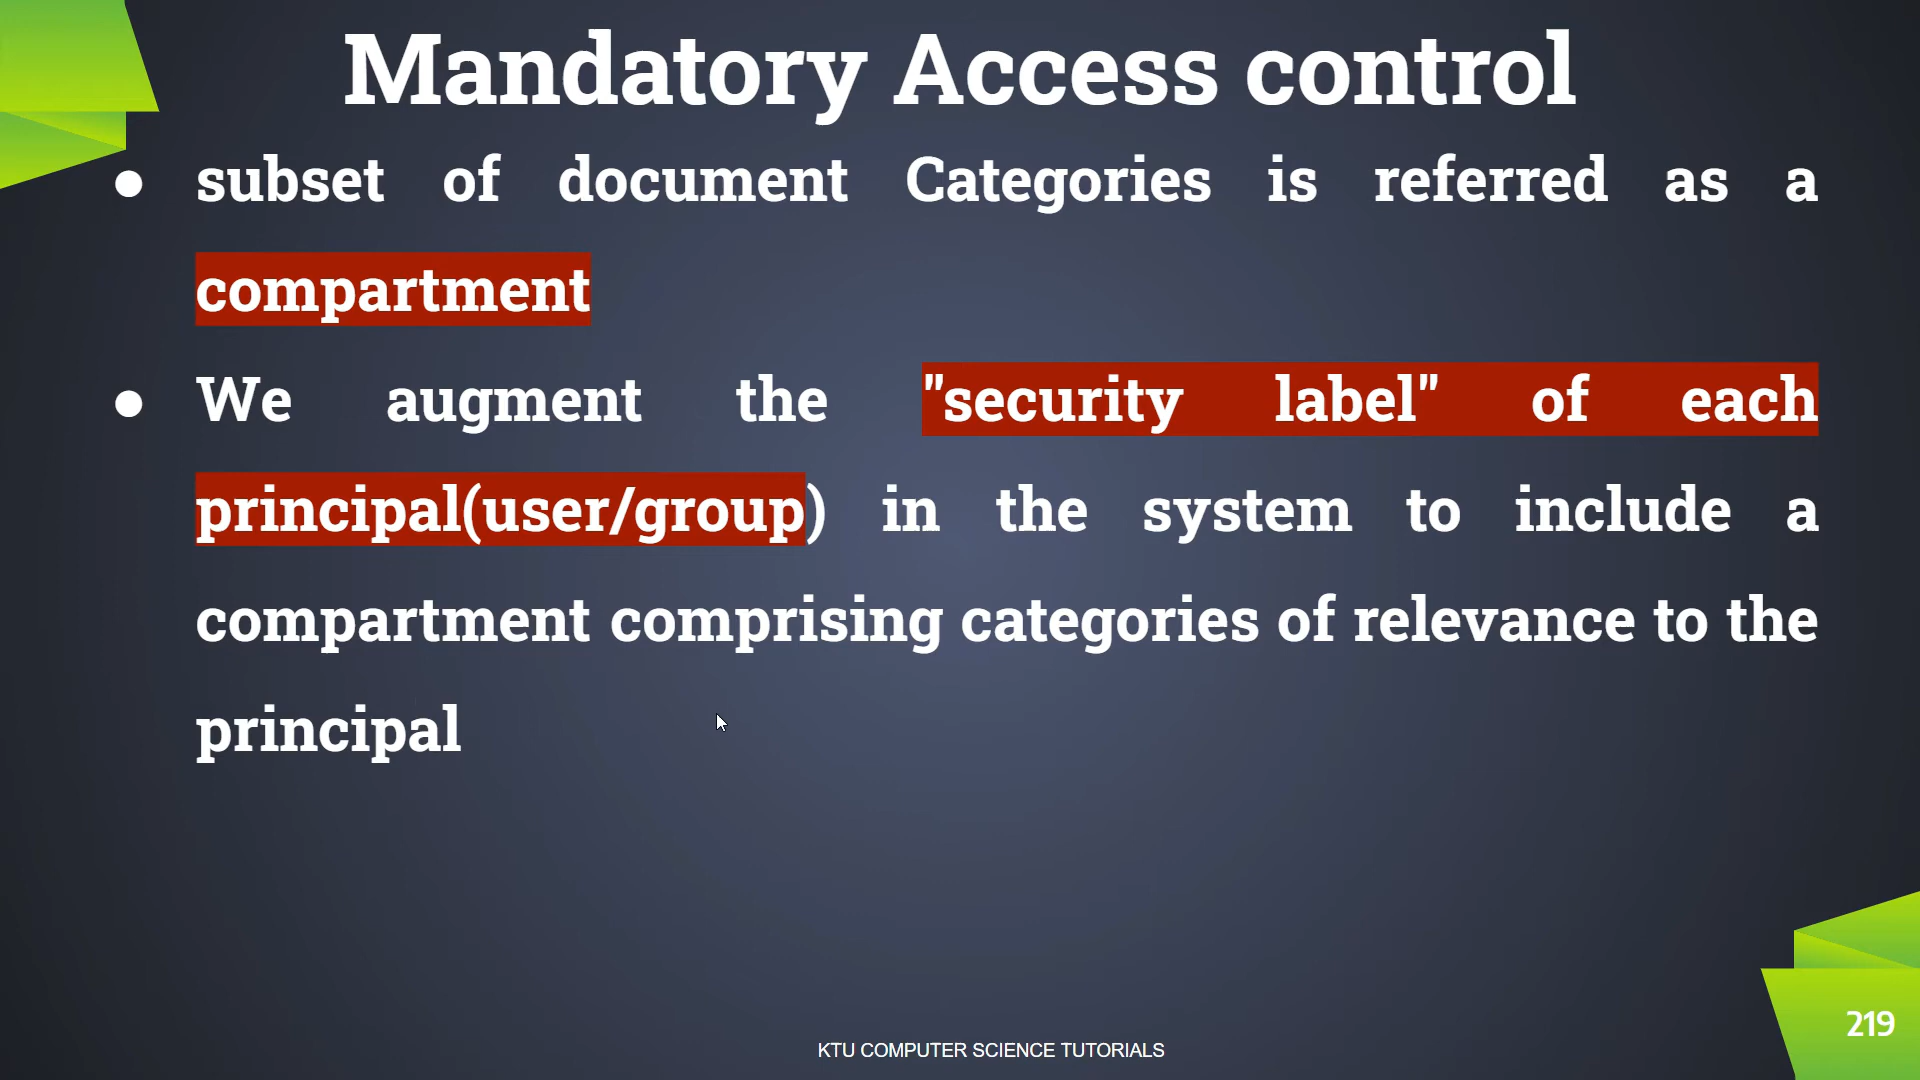 Mandatory Access control
● subset of document Categories is referred as a
compartment
● We augment the "security label" of each
principal(user/group) in the system to include a
compartment comprising categories of relevance to the
principal
219
KTU COMPUTER SCIENCE TUTORIALS